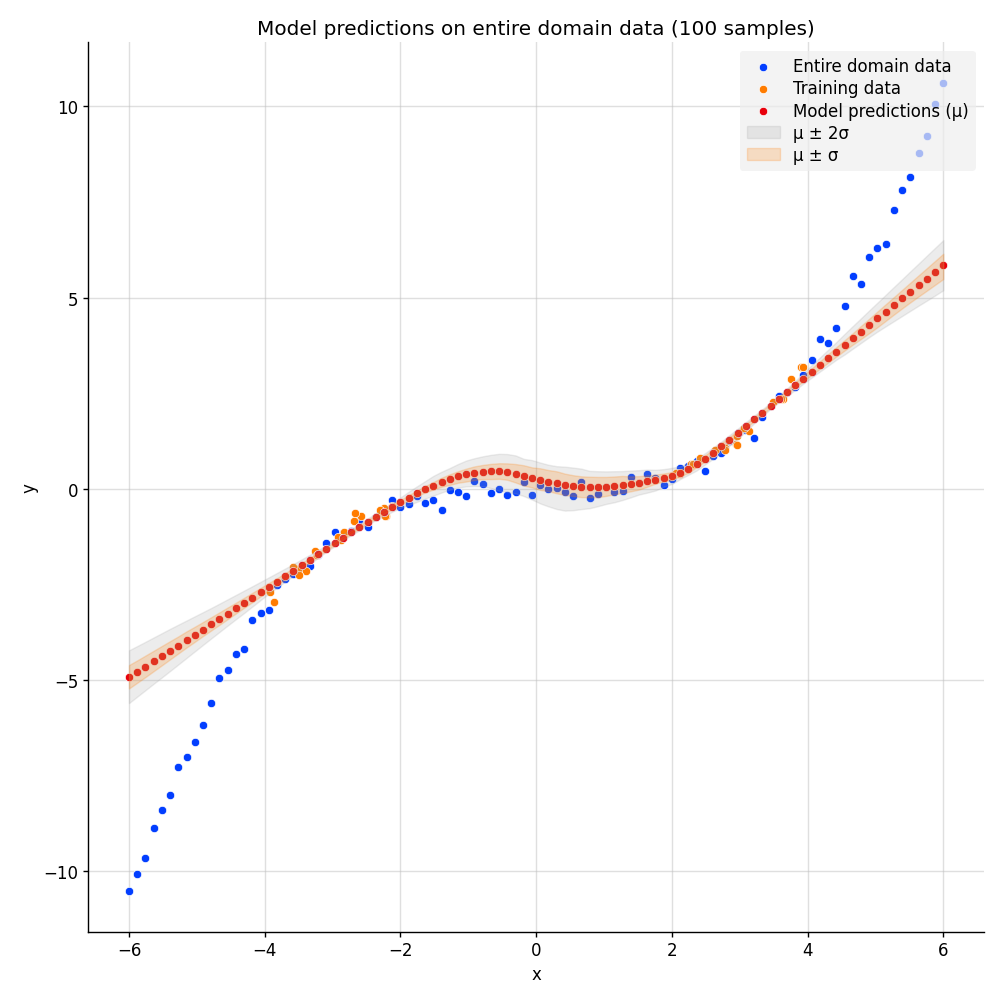 Model predictions on entire domain data (100 samples)
Entire domain data
Training data
Model predictions (μ)
μ ± 2σ
μ ± σ
10
5
0
−5
−10
y
−6
−4
−2
0
2
4
6
x